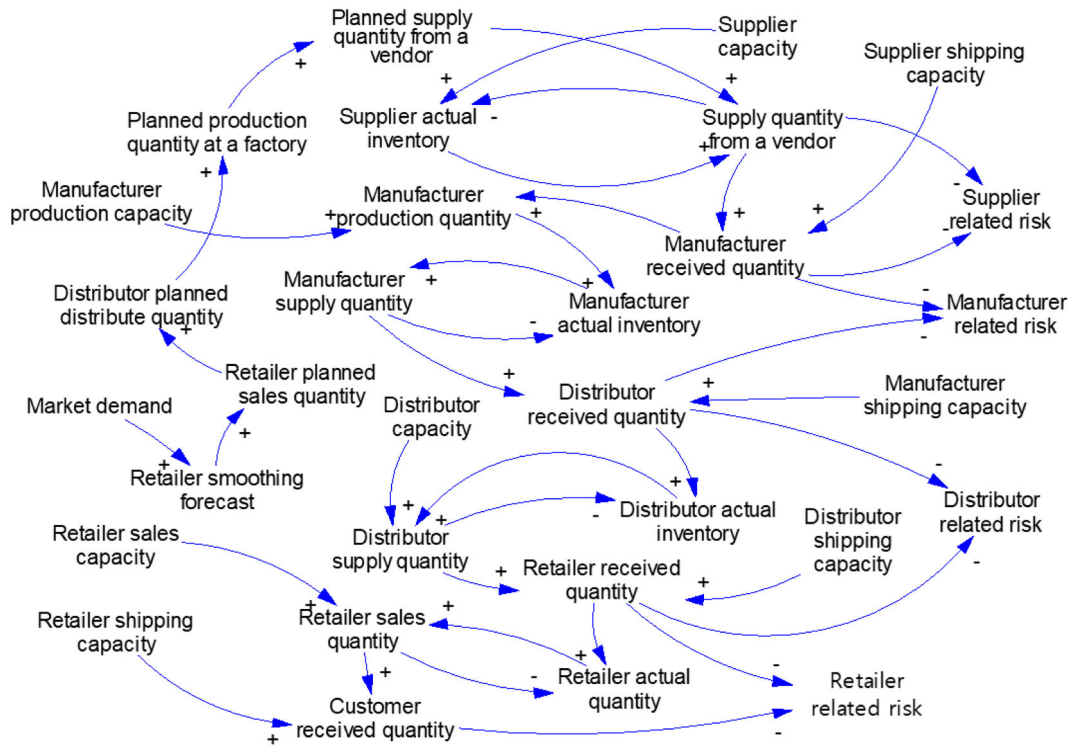 Planned supply
quantity from a
vendor
+
Supplier
capacity
Supplier shipping
capacity
+
+
Planned production
quantity at a factory
+
Supplier actual
inventory
-
Supply quantity
from a vendor
+
-
Manufacturer
production capacity
+
Manufacturer
production quantity
+
+
+
Supplier
related risk
-
Manufacturer
received quantity
Manufacturer
supply quantity
+
+
Manufacturer
actual inventory
-
Distributor planned
distribute quantity
+
-
Manufacturer
related risk
-
Retailer planned
sales quantity
+
+
Distributor
received quantity
+
Manufacturer
shipping capacity
Market demand
+
Distributor
capacity
+
Retailer smoothing
forecast
-
+
Distributor actual
inventory
-
Distributor
related risk
-
Retailer sales
capacity
+
+
Distributor
supply quantity
Distributor
shipping
capacity
+
Retailer received
quantity
+
Retailer shipping
capacity
+
Retailer sales
quantity
+
+
Retailer actual
quantity
-
+
-
Retailer
related risk
-
Customer
received quantity
+